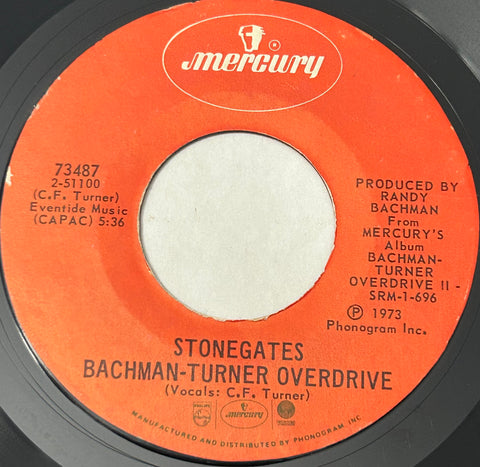 mercury
73487
2-51100
(C.F. Turner)
Eventide Music
(CAPAC) 5:36
PRODUCED BY
RANDY
BACHMAN
From
MERCURY'S
Album
BACHMAN-
TURNER
OVERDRIVE II -
SRM-1-696
℗ 1973
Phonogram Inc.
STONEGATES
BACHMAN-TURNER OVERDRIVE
(Vocals: C.F. Turner)
PHILIPS mercury
MANUFACTURED AND DISTRIBUTED BY PHONOGRAM, INC.